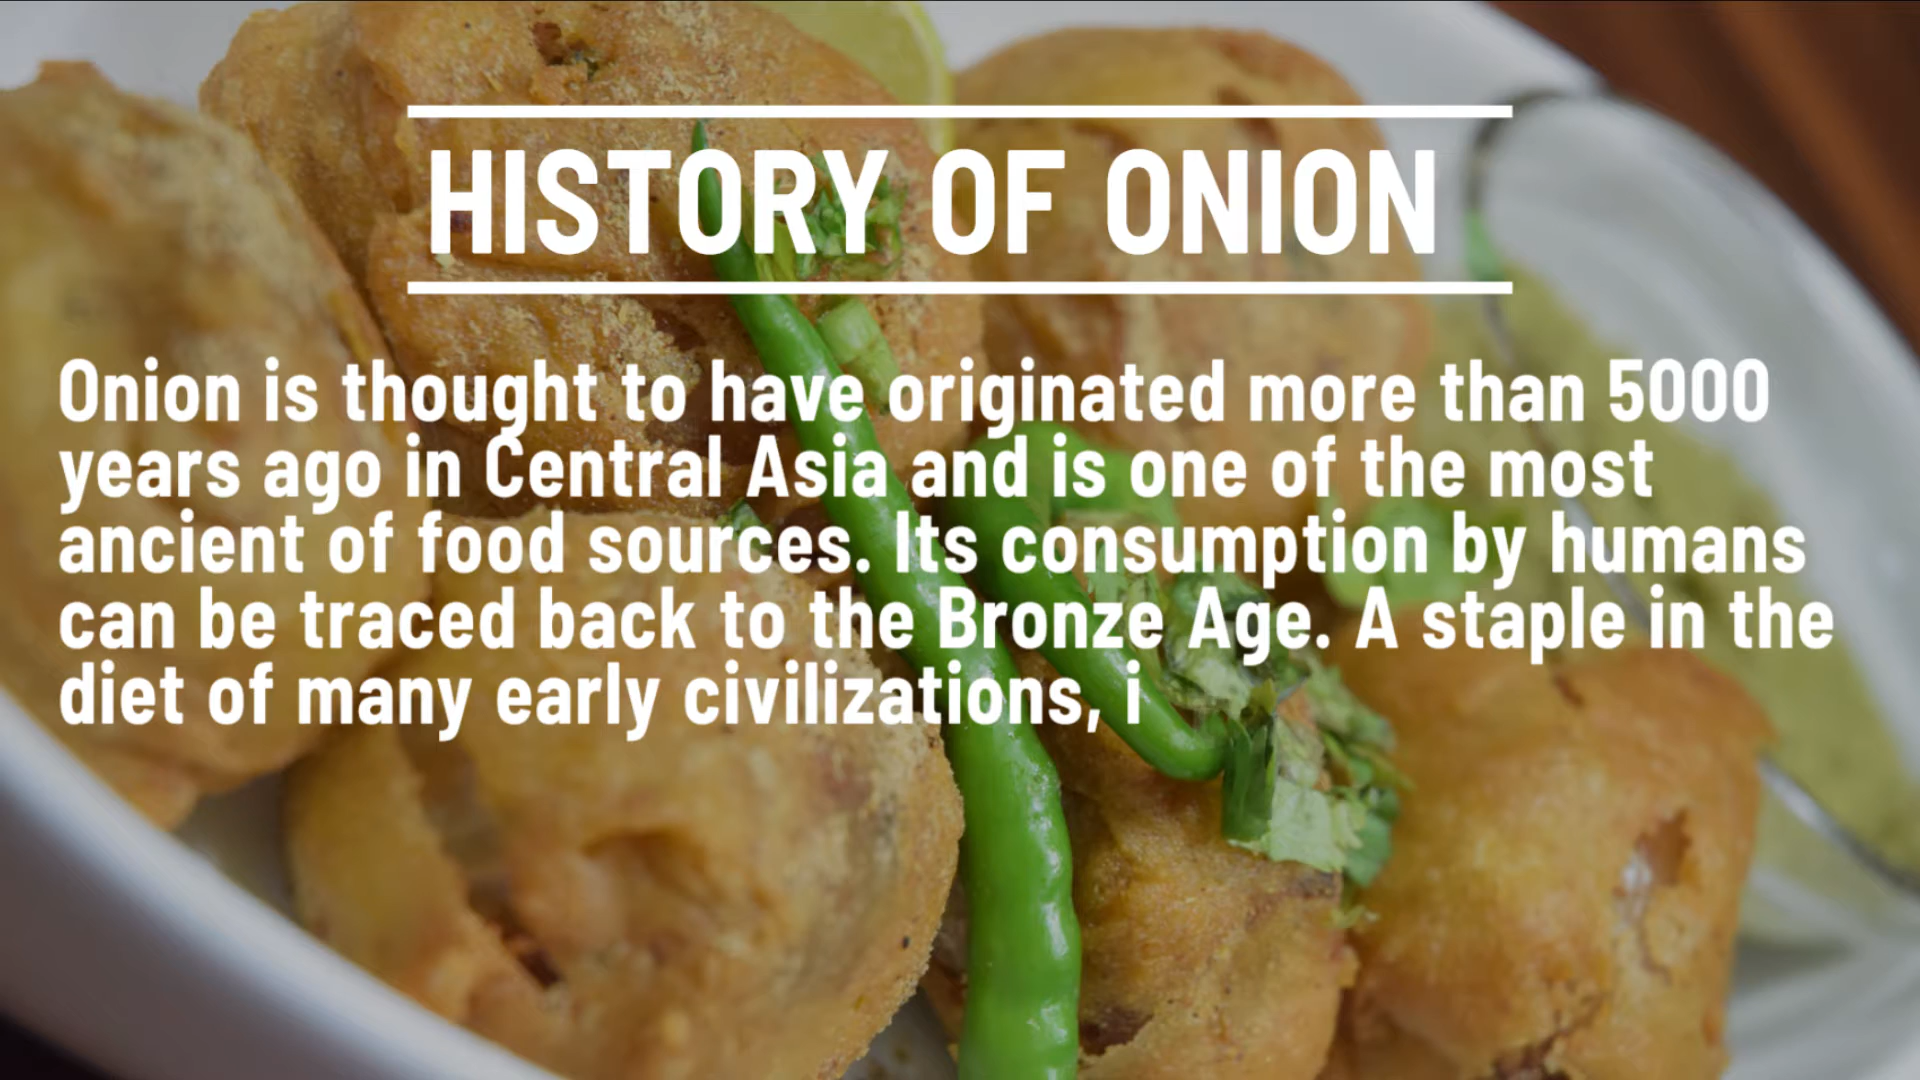 HISTORY OF ONION
Onion is thought to have originated more than 5000
years ago in Central Asia and is one of the most
ancient of food sources. Its consumption by humans
can be traced back to the Bronze Age. A staple in the
diet of many early civilizations, i